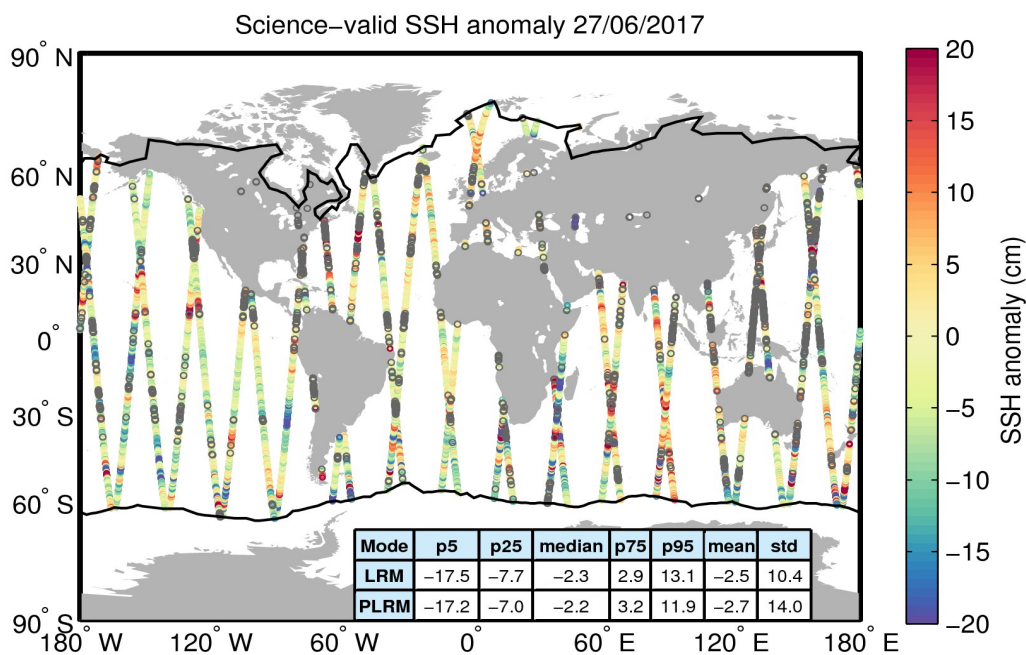 Science−valid SSH anomaly 27/06/2017
90° N
60° N
30° N
0°
30° S
60° S
90° S
180° W
120° W
60° W
0°
60° E
120° E
180° E
Mode p5 p25 median p75 p95 mean std
LRM −17.5 −7.7 −2.3 2.9 13.1 −2.5 10.4
PLRM −17.2 −7.0 −2.2 3.2 11.9 −2.7 14.0
20
15
10
5
0
−5
−10
−15
−20
SSH anomaly (cm)